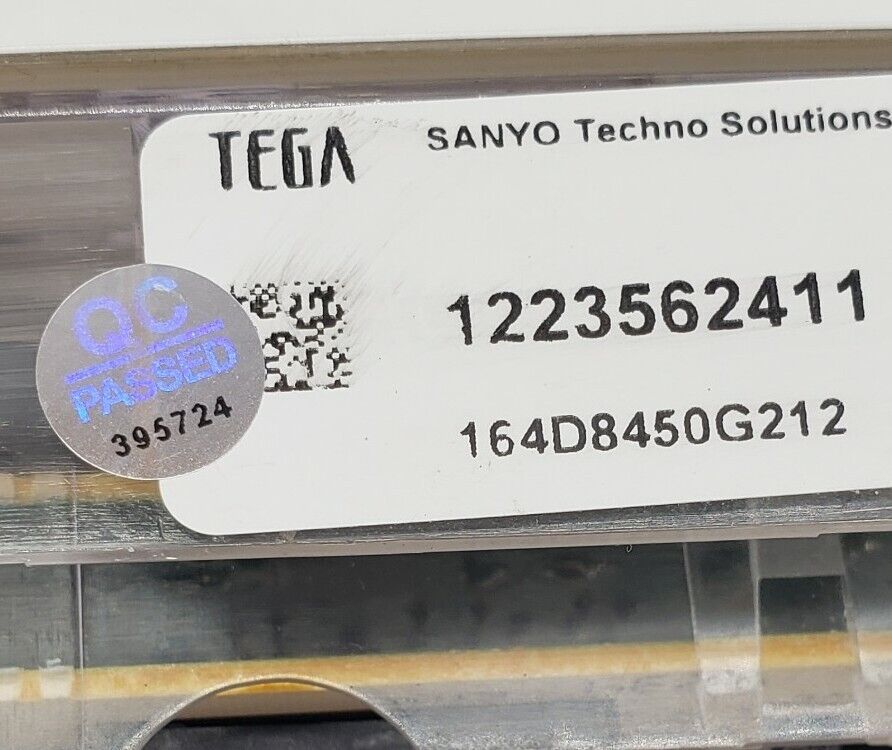 TEGA
SANYO Techno Solutions
1223562411
164D8450G212
QC
PASSED
395724